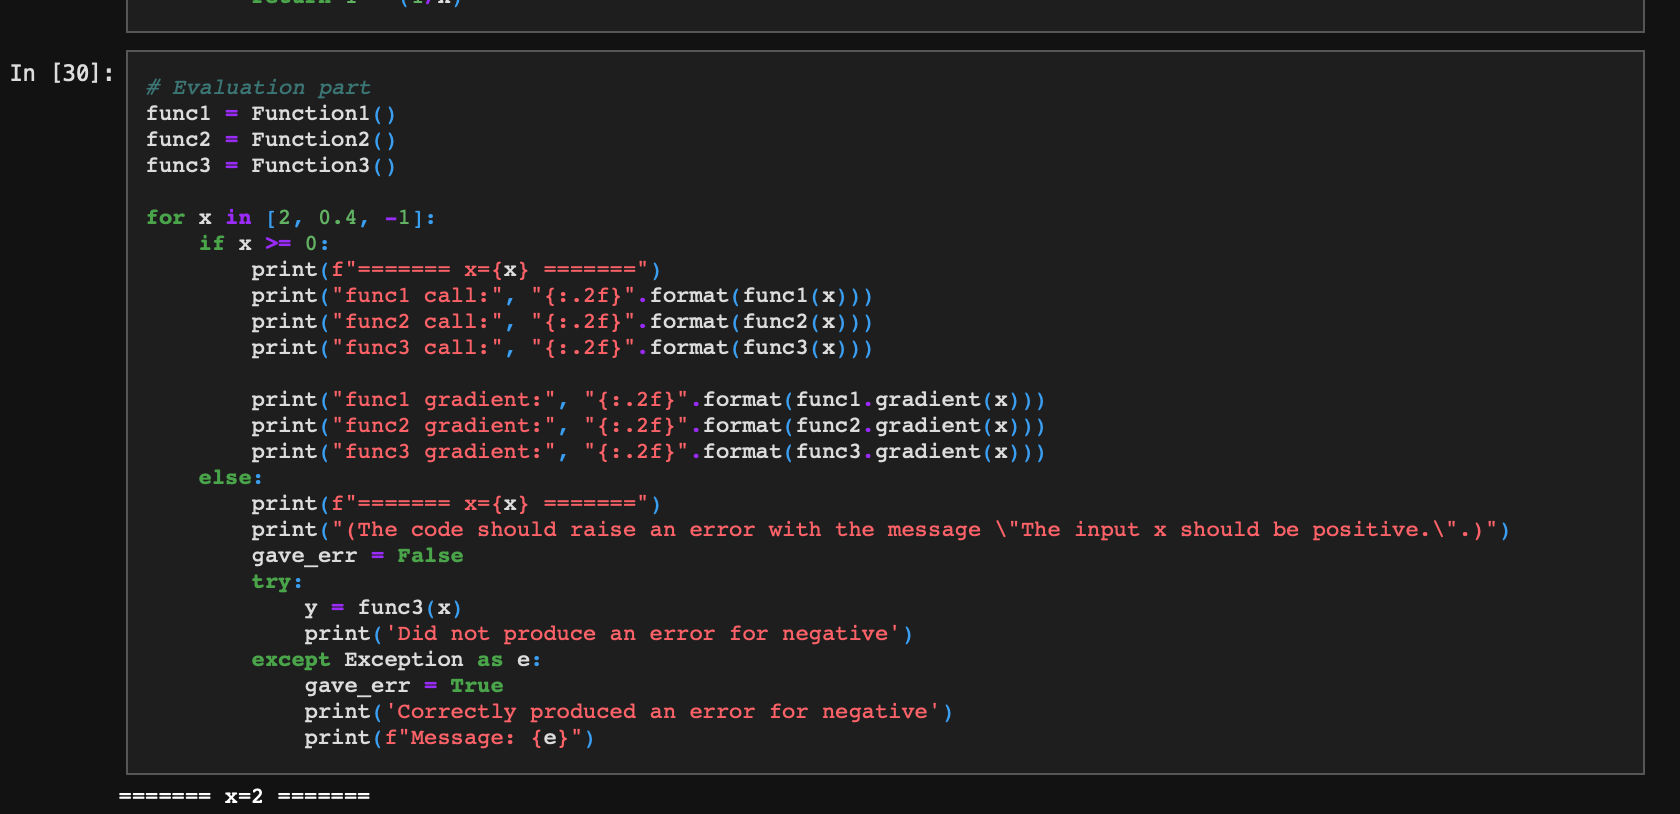 In [30]:
# Evaluation part
func1 = Function1()
func2 = Function2()
func3 = Function3()

for x in [2, 0.4, -1]:
    if x >= 0:
        print(f"======= x={x} =======")
        print("func1 call:", "{:.2f}".format(func1(x)))
        print("func2 call:", "{:.2f}".format(func2(x)))
        print("func3 call:", "{:.2f}".format(func3(x)))

        print("func1 gradient:", "{:.2f}".format(func1.gradient(x)))
        print("func2 gradient:", "{:.2f}".format(func2.gradient(x)))
        print("func3 gradient:", "{:.2f}".format(func3.gradient(x)))
    else:
        print(f"======= x={x} =======")
        print("(The code should raise an error with the message \"The input x should be positive.\".)")
        gave_err = False
        try:
            y = func3(x)
            print('Did not produce an error for negative')
        except Exception as e:
            gave_err = True
            print('Correctly produced an error for negative')
            print(f"Message: {e}")
======= x=2 =======